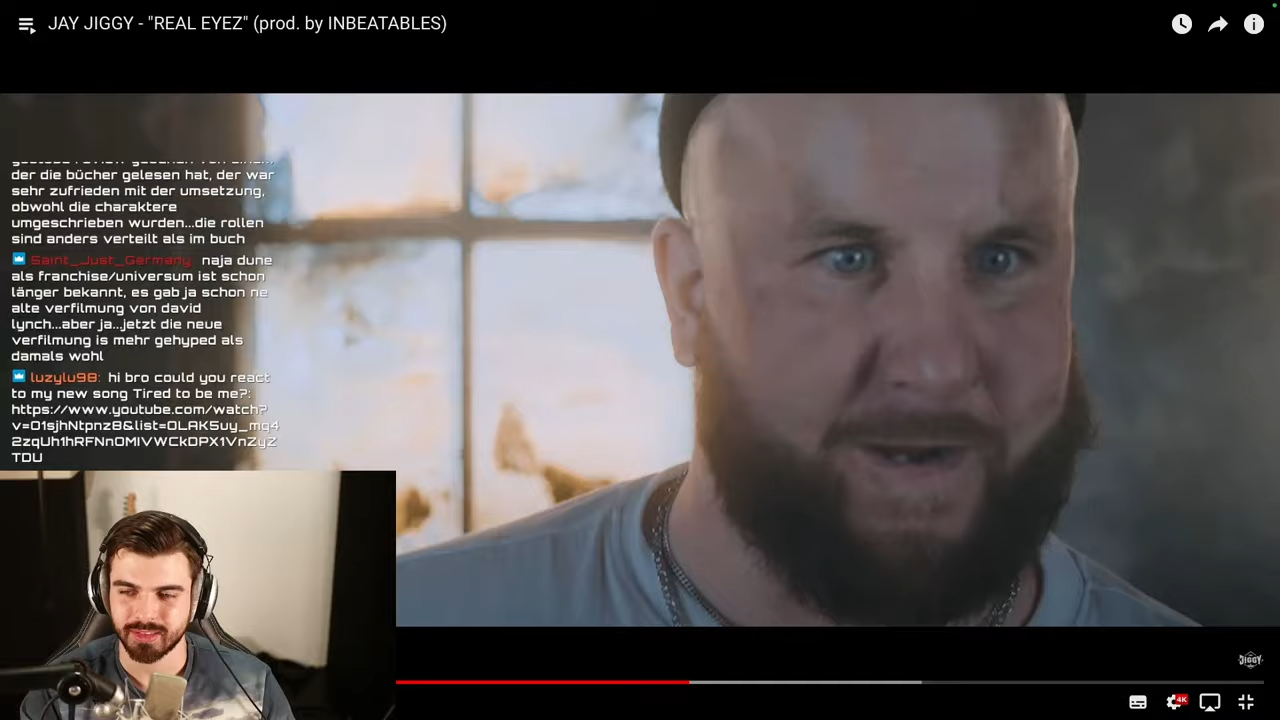 JAY JIGGY - "REAL EYEZ" (prod. by INBEATABLES)
der die bücher gelesen hat, der war
sehr zufrieden mit der umsetzung,
obwohl die charaktere
umgeschrieben wurden...die rollen
sind anders verteilt als im buch
Saint_Just_Germany: naja dune
als franchise/universum ist schon
länger bekannt, es gab ja schon ne
alte verfilmung von david
lynch...aber ja...jetzt die neue
verfilmung is mehr gehyped als
damals wohl
luzylu98: hi bro could you react
to my new song Tired to be me?:
https://www.youtube.com/watch?
v=01sjhNtpnz8&list=OLAK5uy_mq4
2zqUh1hRFNn0MIVWCkDPX1VnZyZ
TDU
JIGGY
4K